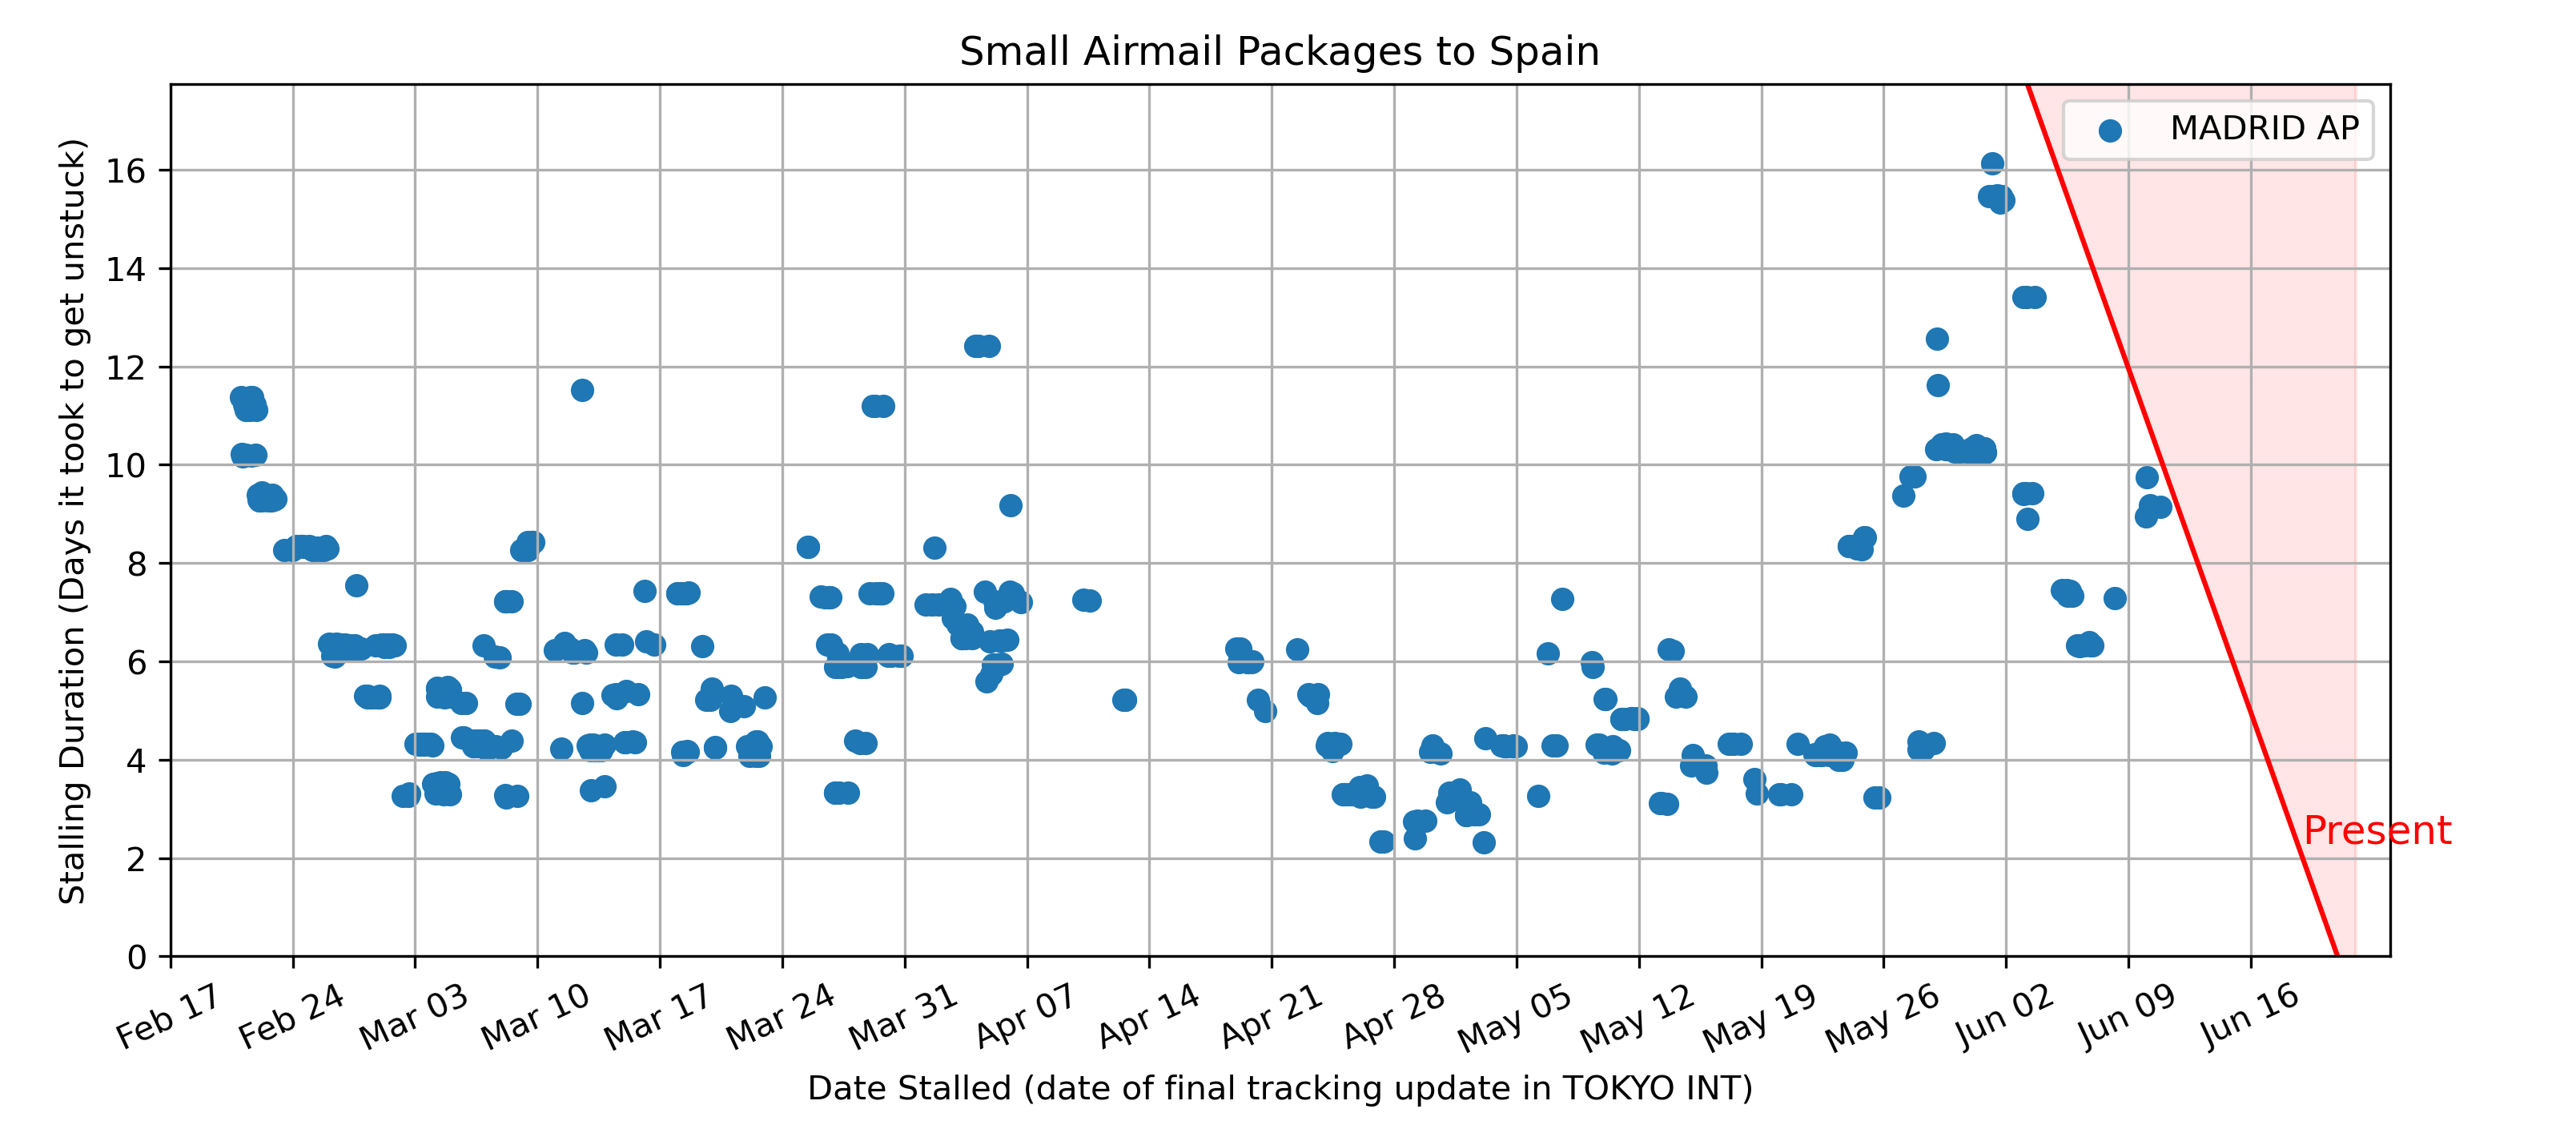 Small Airmail Packages to Spain
MADRID AP
Stalling Duration (Days it took to get unstuck)
16
14
12
10
8
6
4
2
0
Present
Feb 17
Feb 24
Mar 03
Mar 10
Mar 17
Mar 24
Mar 31
Apr 07
Apr 14
Apr 21
Apr 28
May 05
May 12
May 19
May 26
Jun 02
Jun 09
Jun 16
Date Stalled (date of final tracking update in TOKYO INT)